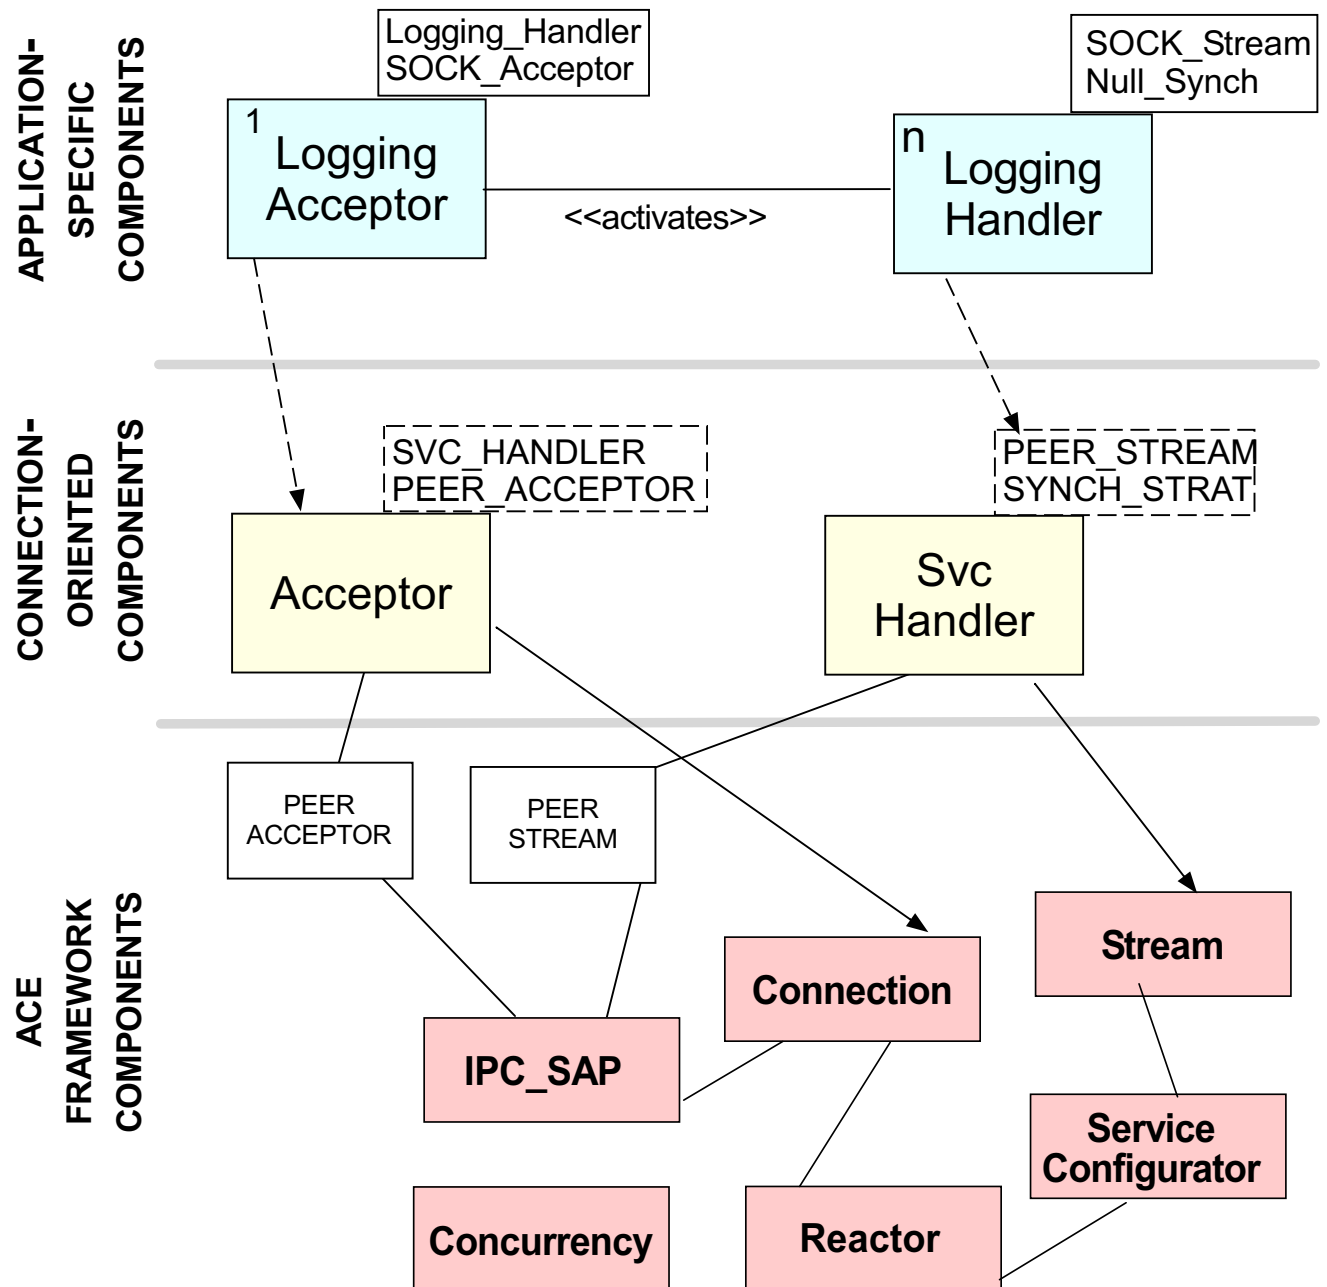 APPLICATION-
SPECIFIC
COMPONENTS
Logging_Handler
SOCK_Acceptor
SOCK_Stream
Null_Synch
1
Logging
Acceptor
<<activates>>
n
Logging
Handler
CONNECTION-
ORIENTED
COMPONENTS
SVC_HANDLER
PEER_ACCEPTOR
PEER_STREAM
SYNCH_STRAT
Acceptor
Svc
Handler
ACE
FRAMEWORK
COMPONENTS
PEER
ACCEPTOR
PEER
STREAM
Stream
Connection
IPC_SAP
Service
Configurator
Concurrency
Reactor